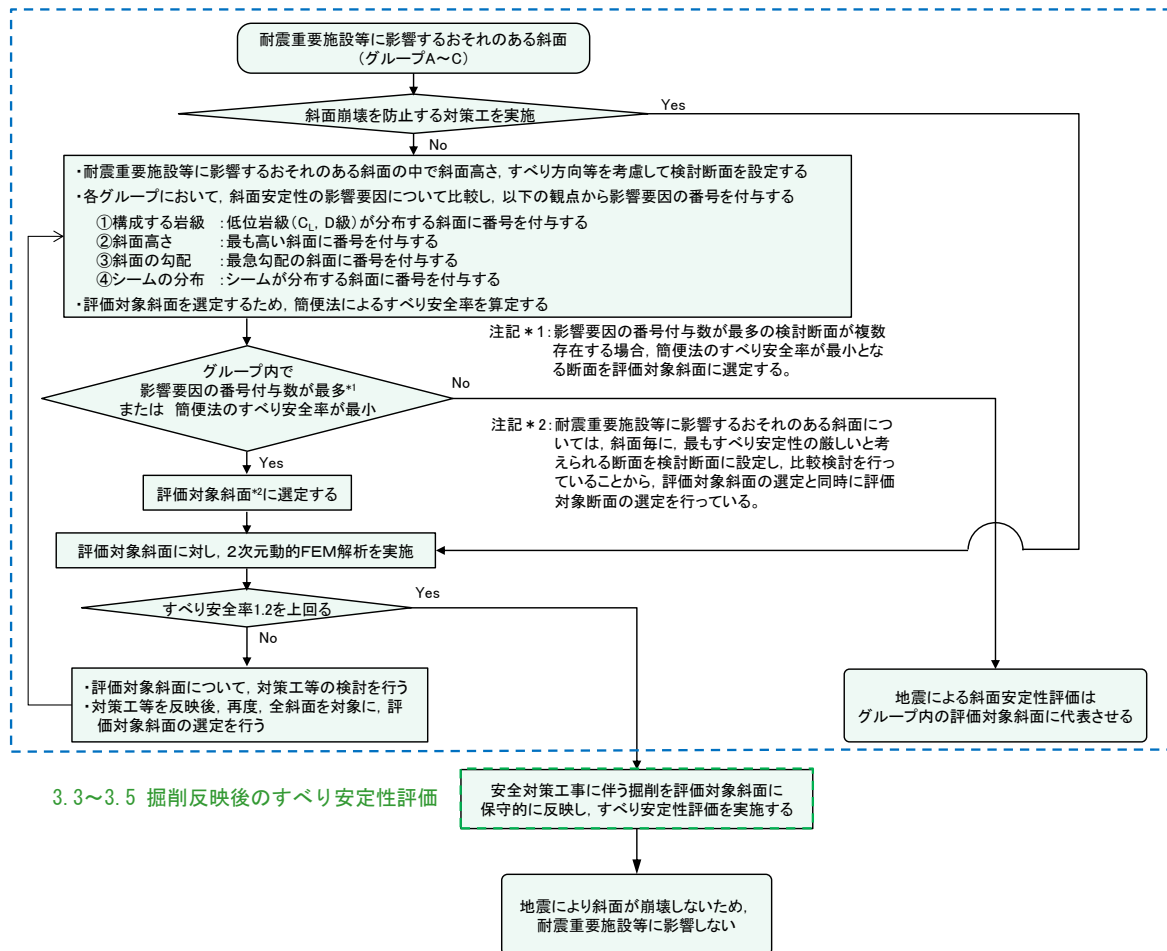 耐震重要施設等に影響するおそれのある斜面
（グループA～C）
斜面崩壊を防止する対策工を実施
Yes
No
・耐震重要施設等に影響するおそれのある斜面の中で斜面高さ，すべり方向等を考慮して検討断面を設定する
・各グループにおいて，斜面安定性の影響要因について比較し，以下の観点から影響要因の番号を付与する
①構成する岩級　：低位岩級（CL，D級）が分布する斜面に番号を付与する
②斜面高さ　：最も高い斜面に番号を付与する
③斜面の勾配　：最急勾配の斜面に番号を付与する
④シームの分布　：シームが分布する斜面に番号を付与する
・評価対象斜面を選定するため，簡便法によるすべり安全率を算定する
注記＊1：影響要因の番号付与数が最多の検討断面が複数
存在する場合，簡便法のすべり安全率が最小とな
る断面を評価対象斜面に選定する。
グループ内で
影響要因の番号付与数が最多*1
または　簡便法のすべり安全率が最小
No
Yes
注記＊2：耐震重要施設等に影響するおそれのある斜面につ
いては，斜面毎に，最もすべり安定性の厳しいと考
えられる断面を検討断面に設定し，比較検討を行っ
ていることから，評価対象斜面の選定と同時に評価
対象断面の選定を行っている。
評価対象斜面*2に選定する
評価対象斜面に対し，２次元動的FEM解析を実施
すべり安全率1.2を上回る
Yes
No
・評価対象斜面について，対策工等の検討を行う
・対策工等を反映後，再度，全斜面を対象に，評
価対象斜面の選定を行う
地震による斜面安定性評価は
グループ内の評価対象斜面に代表させる
3.3～3.5 掘削反映後のすべり安定性評価
安全対策工事に伴う掘削を評価対象斜面に
保守的に反映し，すべり安定性評価を実施する
地震により斜面が崩壊しないため，
耐震重要施設等に影響しない